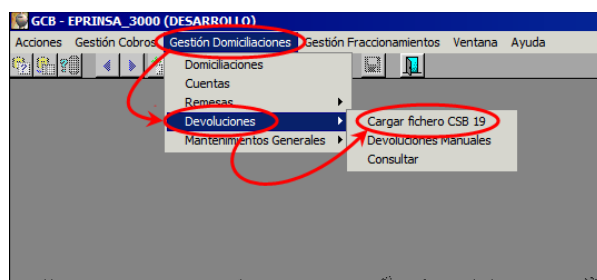 GCB - EPRINSA_3000 (DESARROLLO)
Acciones Gestión Cobros Gestión Domiciliaciones Gestión Fraccionamientos Ventana Ayuda
Domiciliaciones
Cuentas
Remesas
Devoluciones
Mantenimientos Generales
Cargar fichero CSB 19
Devoluciones Manuales
Consultar